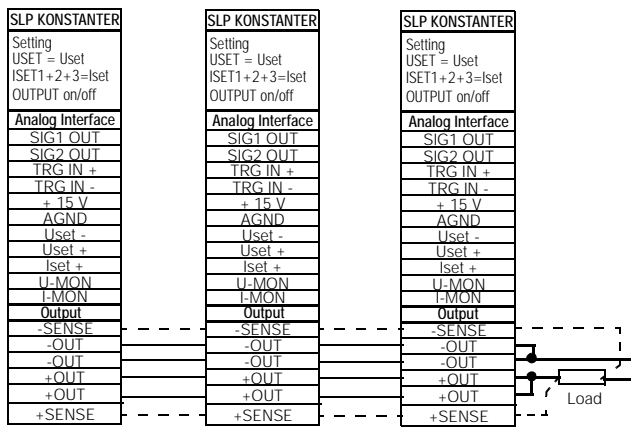 SLP KONSTANTER
Setting
USET = Uset
ISET1+2+3=Iset
OUTPUT on/off
Analog Interface
SIG1 OUT
SIG2 OUT
TRG IN +
TRG IN -
+ 15 V
AGND
Uset -
Uset +
Iset +
U-MON
I-MON
Output
-SENSE
-OUT
-OUT
+OUT
+OUT
+SENSE
SLP KONSTANTER
Setting
USET = Uset
ISET1+2+3=Iset
OUTPUT on/off
Analog Interface
SIG1 OUT
SIG2 OUT
TRG IN +
TRG IN -
+ 15 V
AGND
Uset -
Uset +
Iset +
U-MON
I-MON
Output
-SENSE
-OUT
-OUT
+OUT
+OUT
+SENSE
SLP KONSTANTER
Setting
USET = Uset
ISET1+2+3=Iset
OUTPUT on/off
Analog Interface
SIG1 OUT
SIG2 OUT
TRG IN +
TRG IN -
+ 15 V
AGND
Uset -
Uset +
Iset +
U-MON
I-MON
Output
-SENSE
-OUT
-OUT
+OUT
+OUT
+SENSE
Load